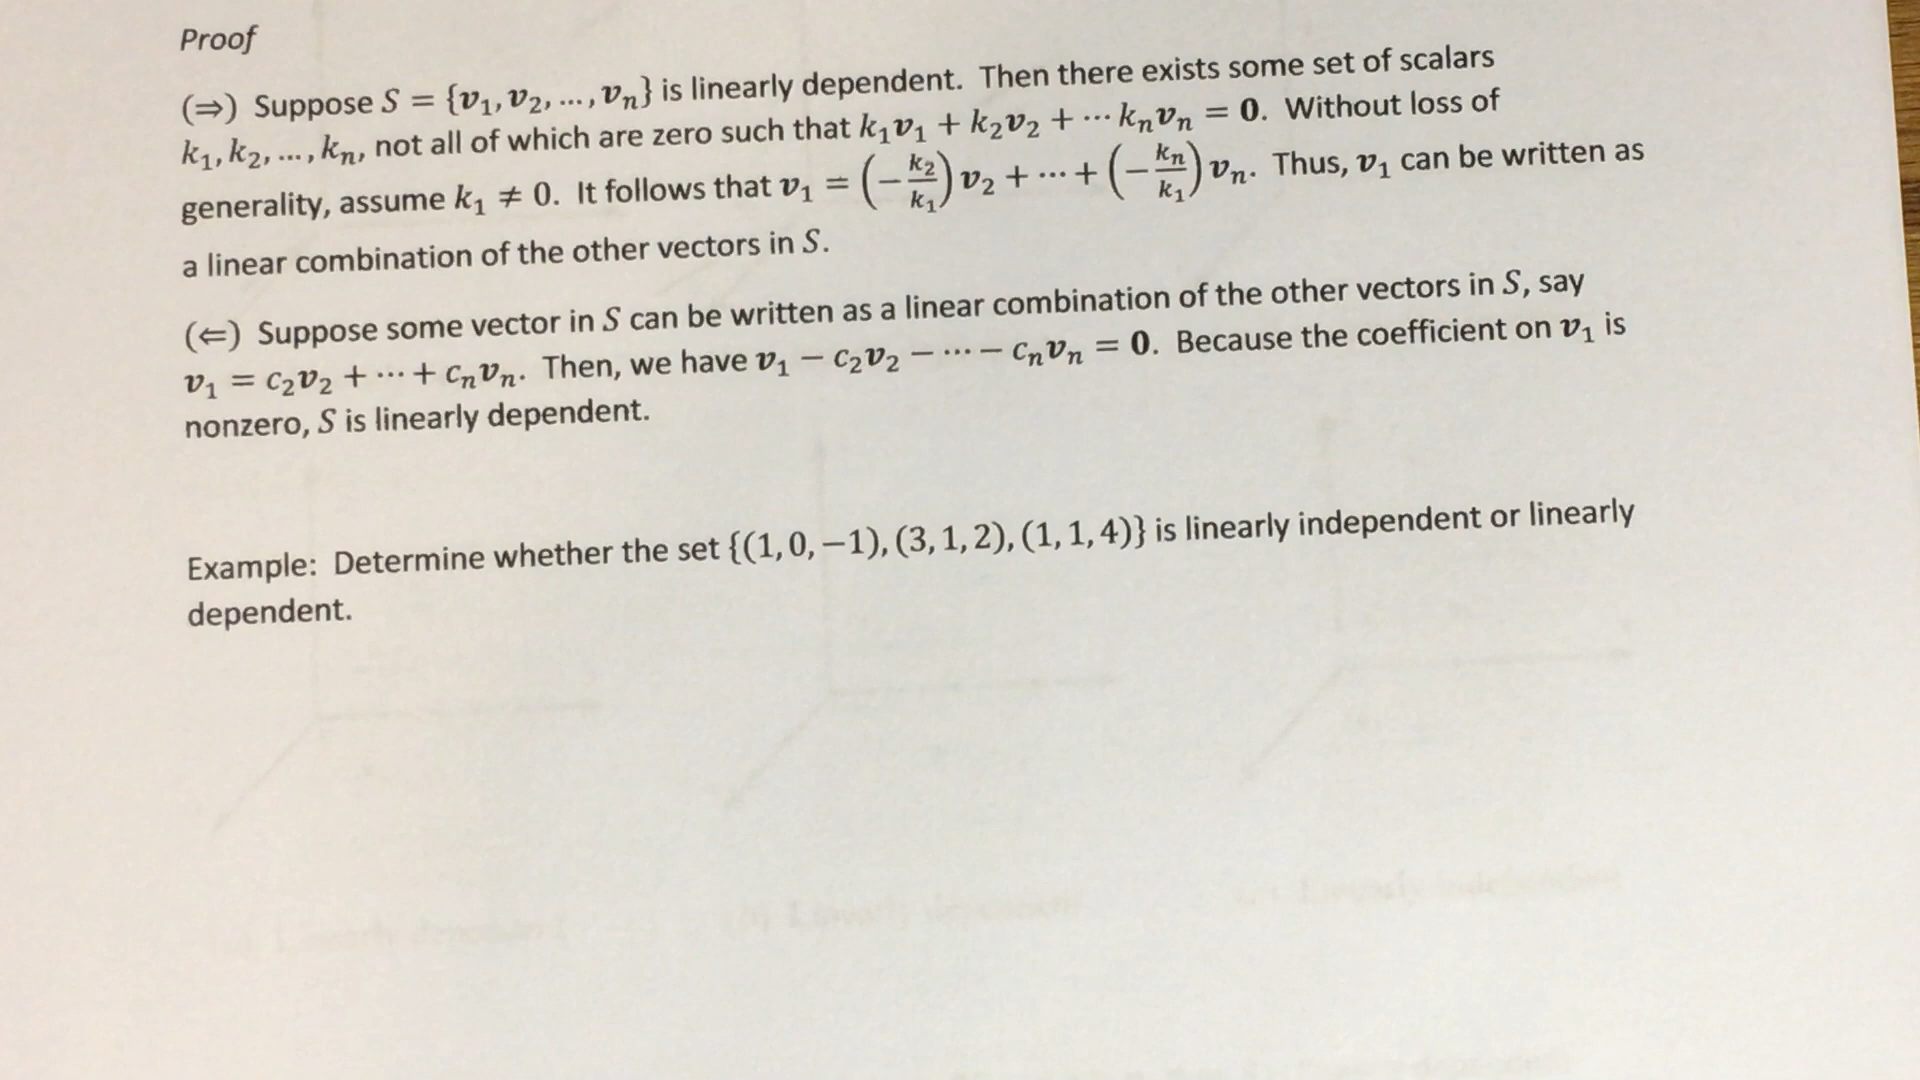 Proof
(⇒) Suppose S = {v₁, v₂, …, vₙ} is linearly dependent. Then there exists some set of scalars
k₁, k₂, …, kₙ, not all of which are zero such that k₁v₁ + k₂v₂ + ⋯ kₙvₙ = 0. Without loss of
generality, assume k₁ ≠ 0. It follows that v₁ = (−k₂/k₁) v₂ + ⋯ + (−kₙ/k₁) vₙ. Thus, v₁ can be written as
a linear combination of the other vectors in S.
(⇐) Suppose some vector in S can be written as a linear combination of the other vectors in S, say
v₁ = c₂v₂ + ⋯ + cₙvₙ. Then, we have v₁ − c₂v₂ − ⋯ − cₙvₙ = 0. Because the coefficient on v₁ is
nonzero, S is linearly dependent.
Example: Determine whether the set {(1, 0, −1), (3, 1, 2), (1, 1, 4)} is linearly independent or linearly
dependent.